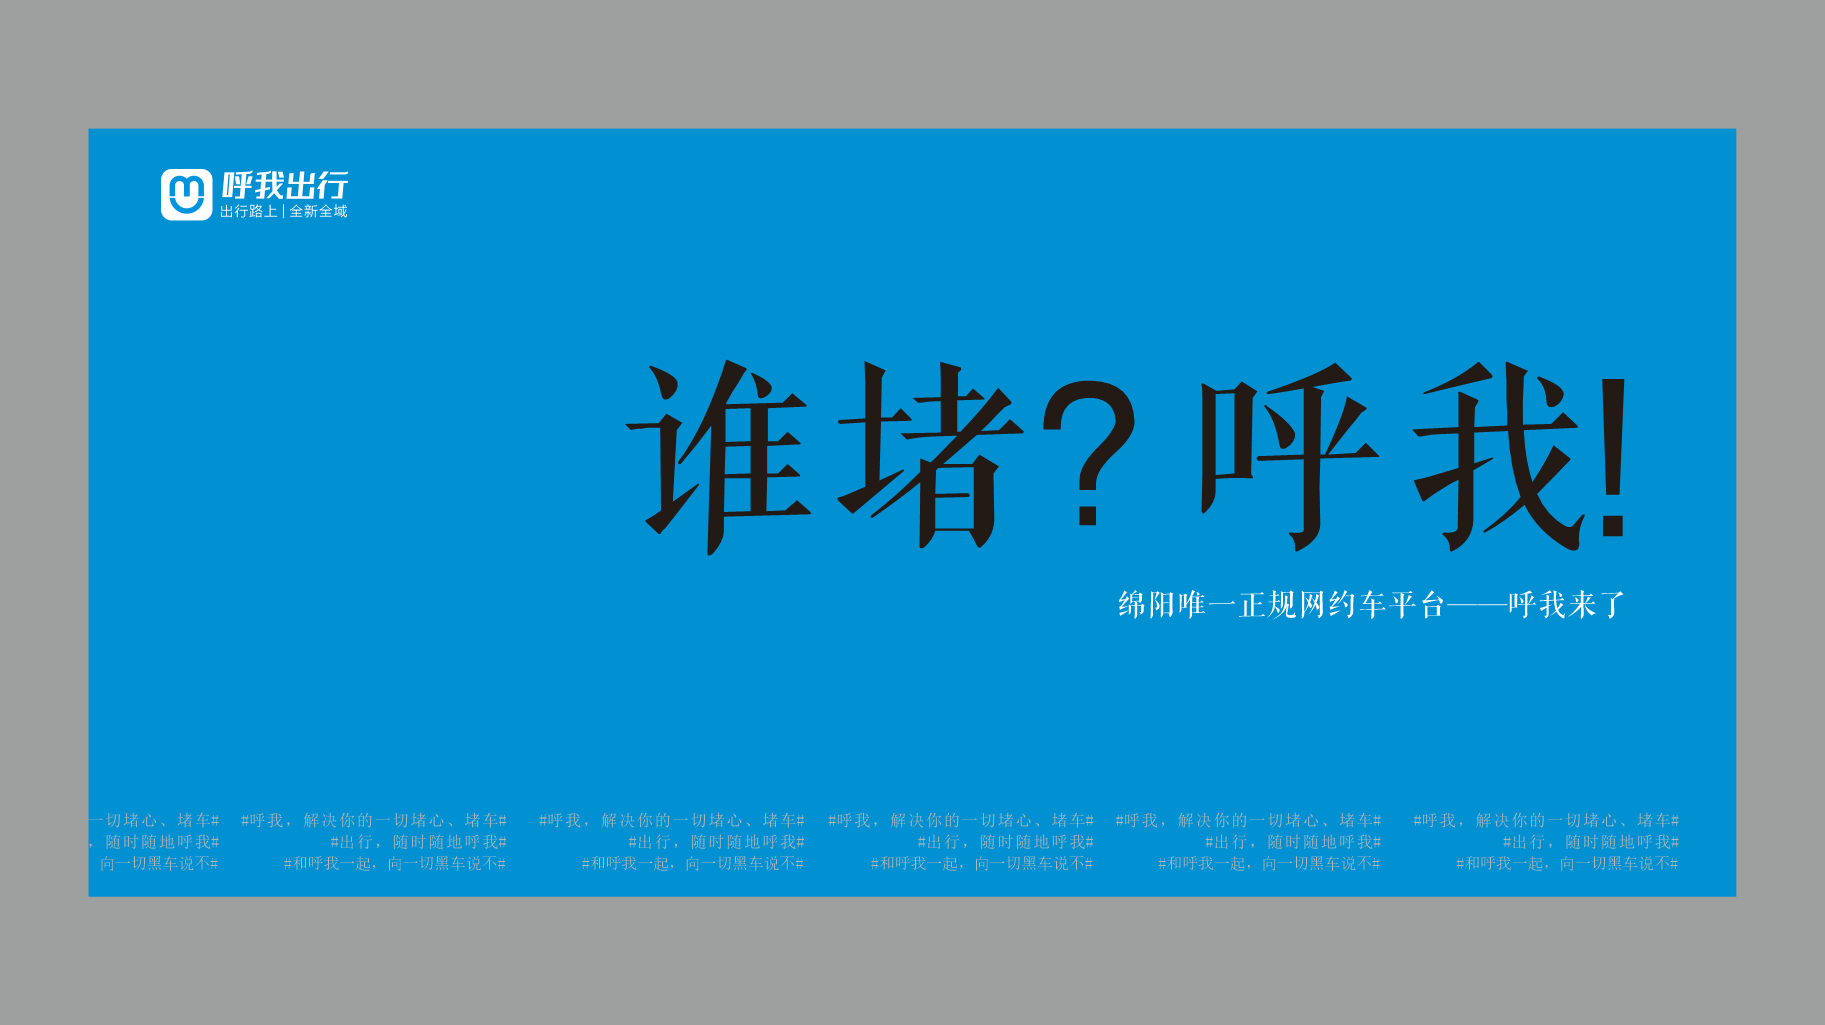 呼我出行
出行路上|全新全域
谁堵?呼我!
绵阳唯一正规网约车平台——呼我来了
一切堵心、堵车# #呼我，解决你的一切堵心、堵车# #呼我，解决你的一切堵心、堵车# #呼我，解决你的一切堵心、堵车# #呼我，解决你的一切堵心、堵车# #呼我，解决你的一切堵心、堵车#
，随时随地呼我# #出行，随时随地呼我# #出行，随时随地呼我# #出行，随时随地呼我# #出行，随时随地呼我# #出行，随时随地呼我#
向一切黑车说不# #和呼我一起，向一切黑车说不# #和呼我一起，向一切黑车说不# #和呼我一起，向一切黑车说不# #和呼我一起，向一切黑车说不# #和呼我一起，向一切黑车说不#